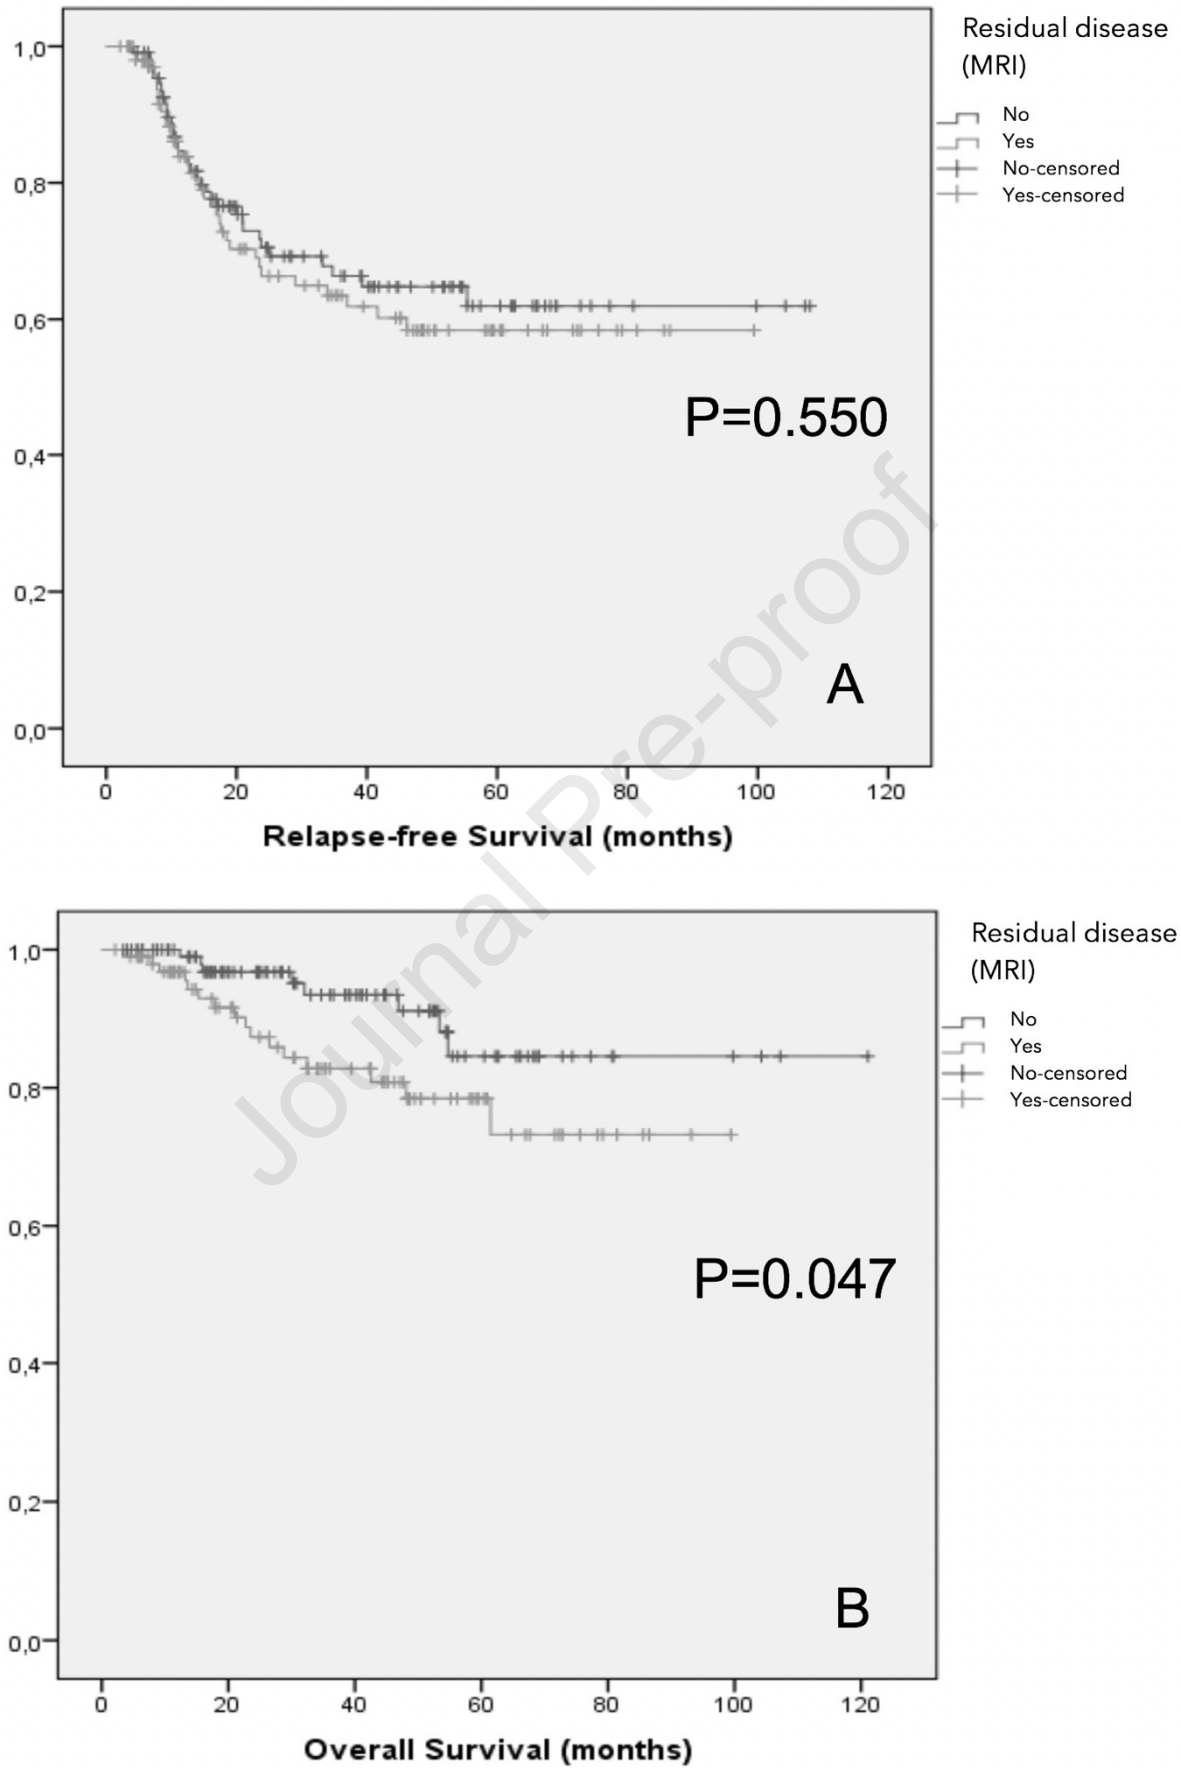 Residual disease
(MRI)
No
Yes
No-censored
Yes-censored
1,0
0,8
0,6
0,4
0,2
0,0
P=0.550
A
0 20 40 60 80 100 120
Relapse-free Survival (months)
Journal Pre-proof
Residual disease
(MRI)
No
Yes
No-censored
Yes-censored
1,0
0,8
0,6
0,4
0,2
0,0
P=0.047
B
0 20 40 60 80 100 120
Overall Survival (months)